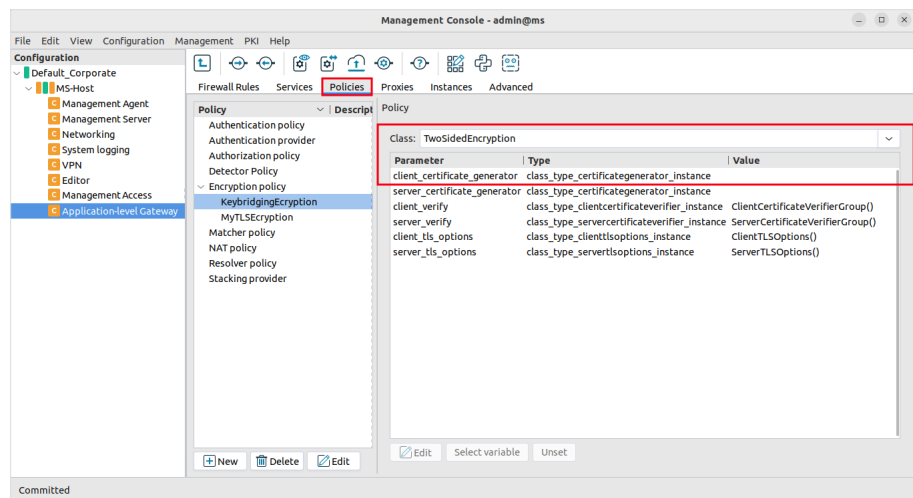 Management Console - admin@ms
File Edit View Configuration Management PKI Help
Configuration
Default_Corporate
MS-Host
Management Agent
Management Server
Networking
System logging
VPN
Editor
Management Access
Application-level Gateway
Firewall Rules Services Policies Proxies Instances Advanced
Policy Descript
Authentication policy
Authentication provider
Authorization policy
Detector Policy
Encryption policy
KeybridgingEcryption
MyTLSEcryption
Matcher policy
NAT policy
Resolver policy
Stacking provider
New Delete Edit
Policy
Class: TwoSidedEncryption
Parameter Type Value
client_certificate_generator class_type_certificategenerator_instance
server_certificate_generator class_type_certificategenerator_instance
client_verify class_type_clientcertificateverifier_instance ClientCertificateVerifierGroup()
server_verify class_type_servercertificateverifier_instance ServerCertificateVerifierGroup()
client_tls_options class_type_clienttlsoptions_instance ClientTLSOptions()
server_tls_options class_type_servertlsoptions_instance ServerTLSOptions()
Edit Select variable Unset
Committed